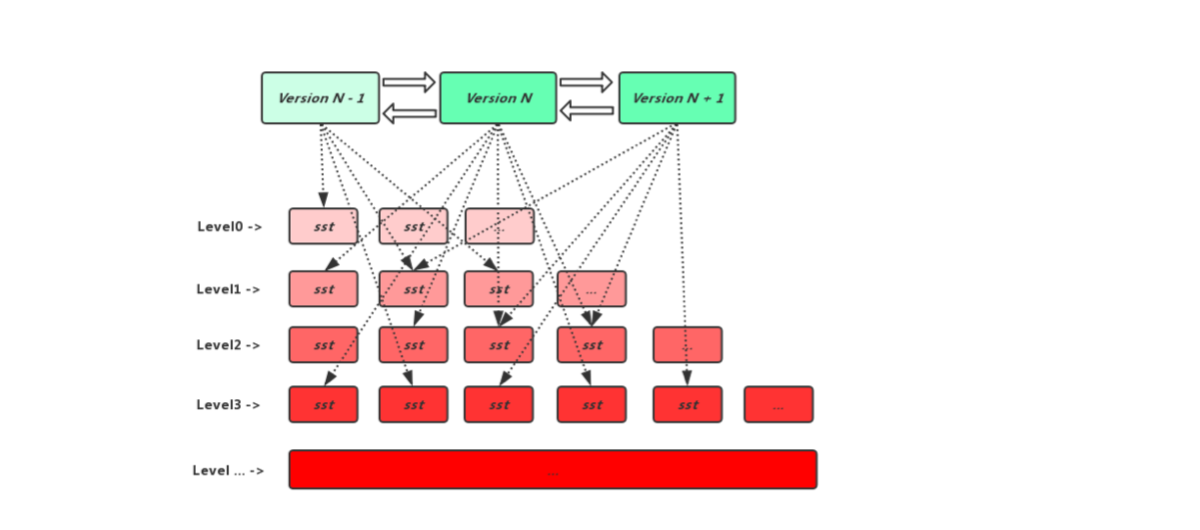 Version N - 1 Version N Version N + 1
Level0 -> sst sst ...
Level1 -> sst sst sst ...
Level2 -> sst sst sst sst ...
Level3 -> sst sst sst sst sst ...
Level ... -> ...